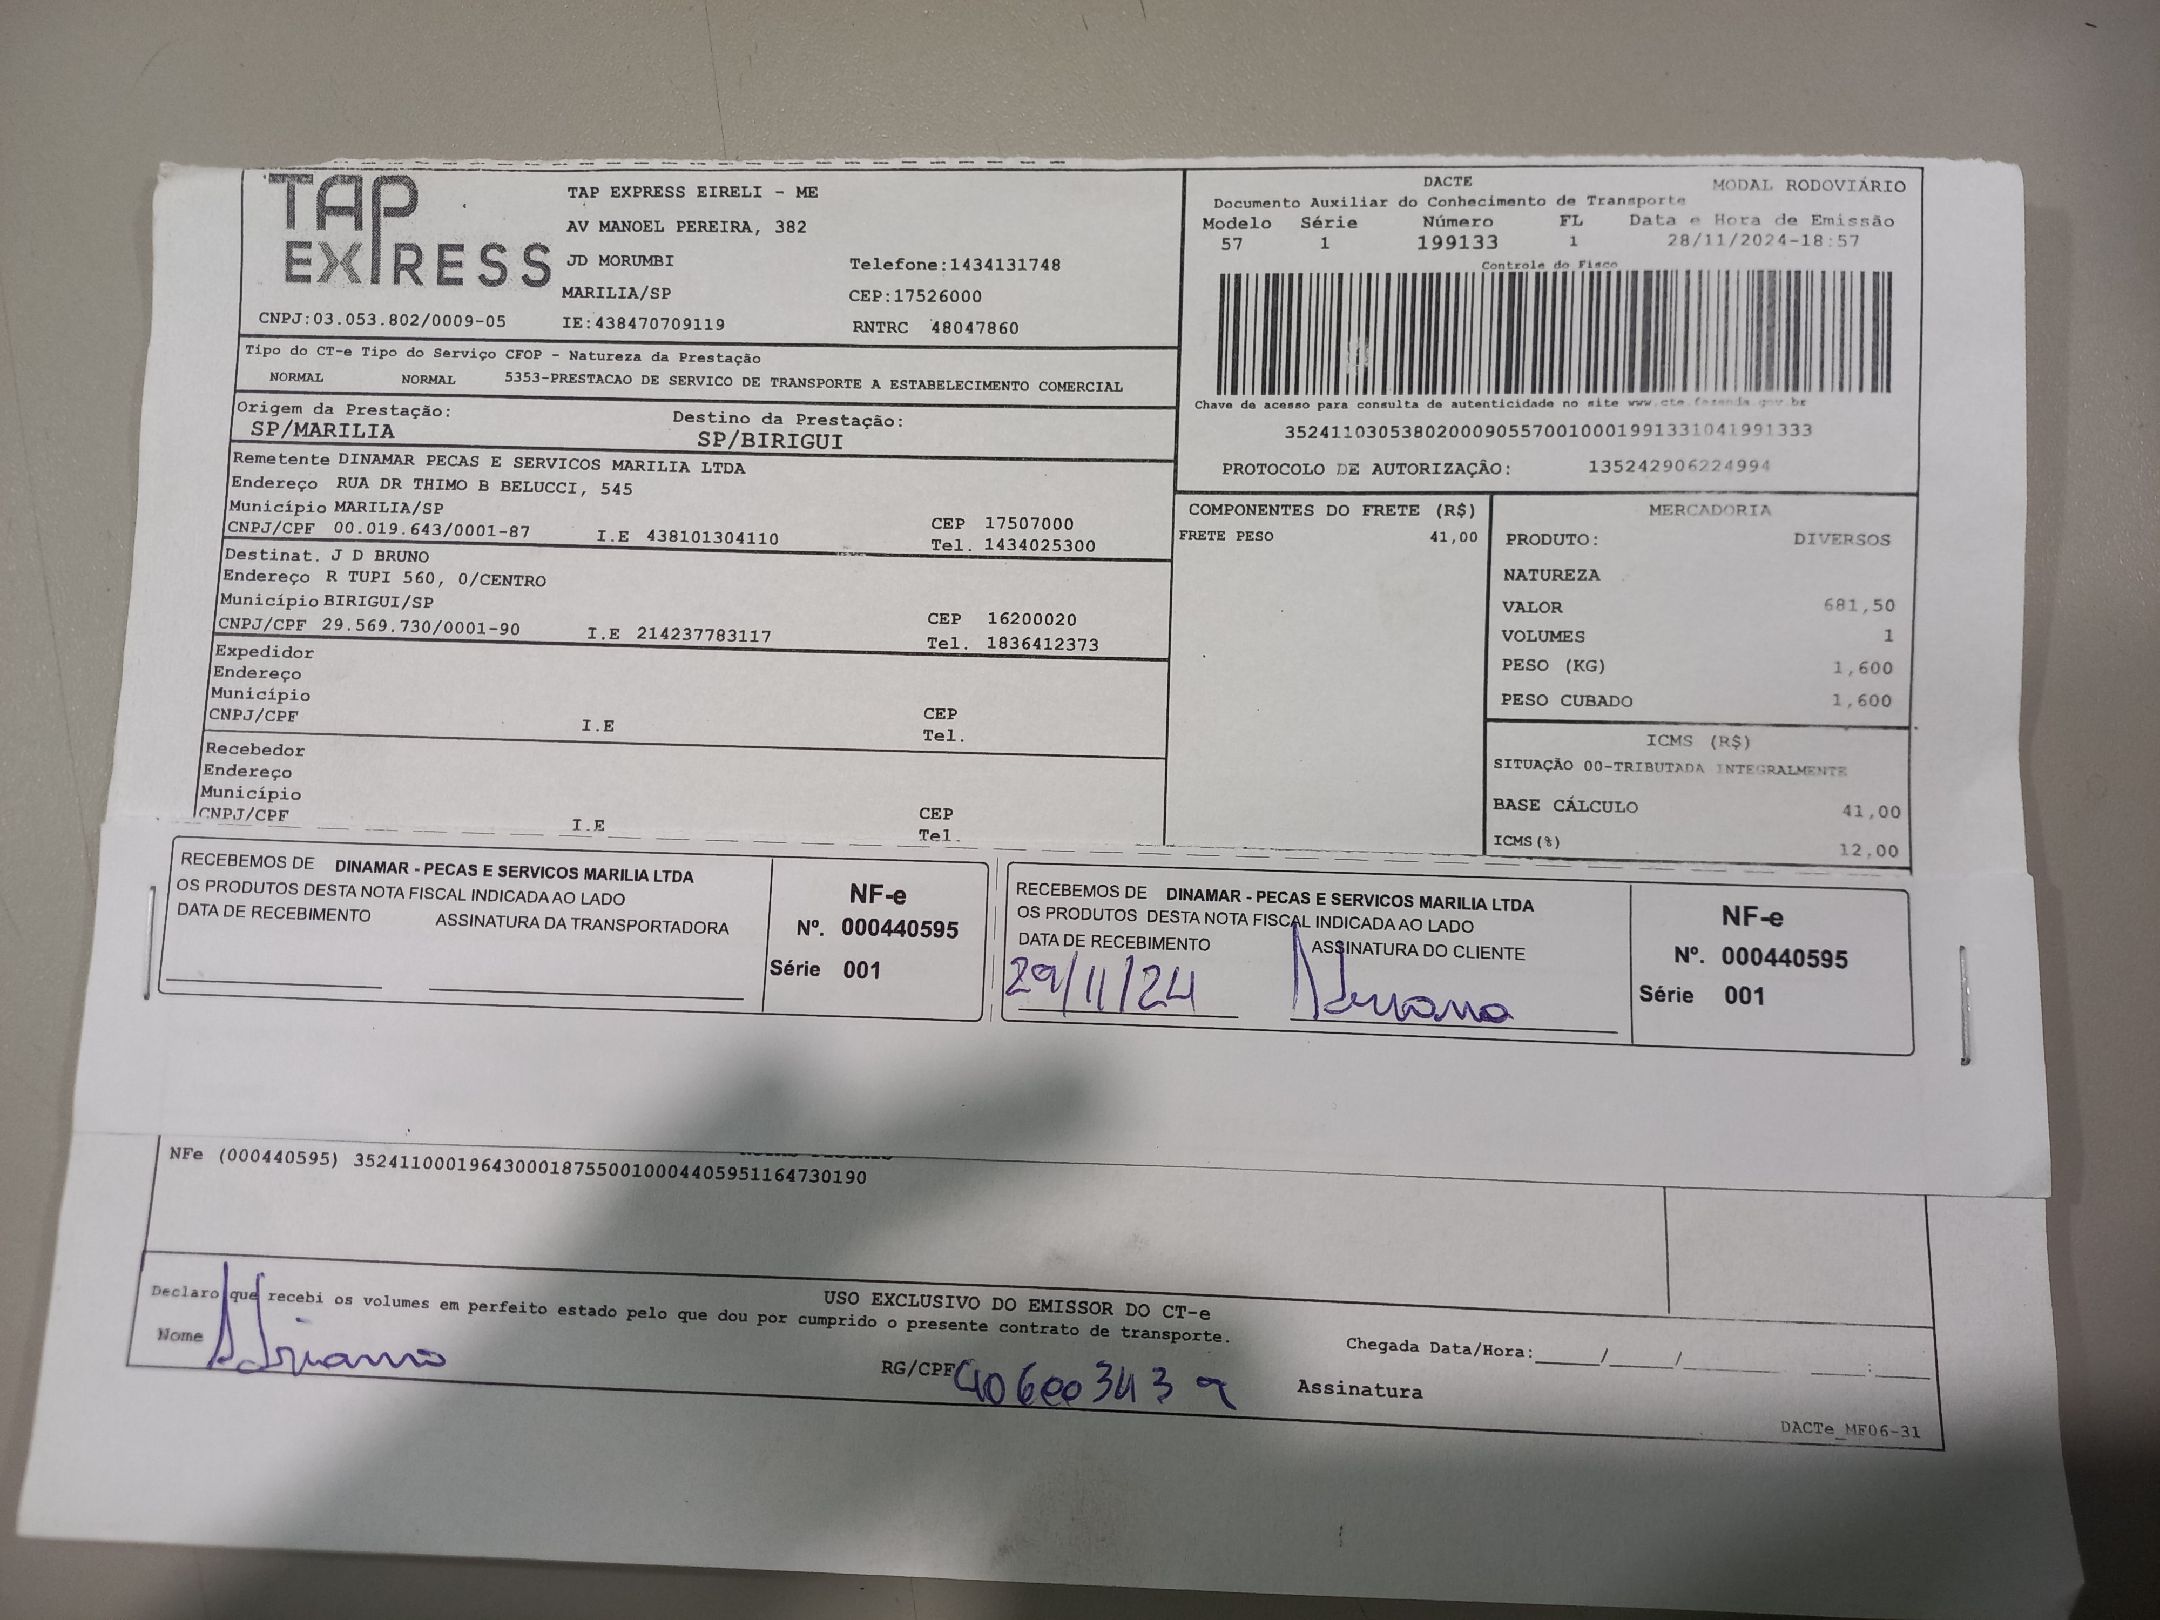 TAP EXPRESS
TAP EXPRESS EIRELI - ME
AV MANOEL PEREIRA, 382
JD MORUMBI Telefone:1434131748
MARILIA/SP CEP:17526000
CNPJ:03.053.802/0009-05 IE:438470709119 RNTRC 48047860
DACTE MODAL RODOVIÁRIO
Documento Auxiliar do Conhecimento de Transporte
Modelo Série Número FL Data e Hora de Emissão
57 1 199133 1 28/11/2024-18:57
Controle do Fisco
Chave de acesso para consulta de autenticidade no site www.cte.fazenda.gov.br
35241103053802000905570010001991331041991333
PROTOCOLO DE AUTORIZAÇÃO: 135242906224994
Tipo do CT-e Tipo do Serviço CFOP - Natureza da Prestação
NORMAL NORMAL 5353-PRESTACAO DE SERVICO DE TRANSPORTE A ESTABELECIMENTO COMERCIAL
Origem da Prestação: Destino da Prestação:
SP/MARILIA SP/BIRIGUI
Remetente DINAMAR PECAS E SERVICOS MARILIA LTDA
Endereço RUA DR THIMO B BELUCCI, 545
Município MARILIA/SP CEP 17507000
CNPJ/CPF 00.019.643/0001-87 I.E 438101304110 Tel. 1434025300
Destinat. J D BRUNO
Endereço R TUPI 560, 0/CENTRO
Município BIRIGUI/SP CEP 16200020
CNPJ/CPF 29.569.730/0001-90 I.E 214237783117 Tel. 1836412373
Expedidor
Endereço
Município CEP
CNPJ/CPF I.E Tel.
Recebedor
Endereço
Município CEP
CNPJ/CPF I.E Tel.
COMPONENTES DO FRETE (R$)
FRETE PESO 41,00
MERCADORIA
PRODUTO: DIVERSOS
NATUREZA
VALOR 681,50
VOLUMES 1
PESO (KG) 1,600
PESO CUBADO 1,600
ICMS (R$)
SITUAÇÃO 00-TRIBUTADA INTEGRALMENTE
BASE CÁLCULO 41,00
ICMS(%) 12,00
RECEBEMOS DE DINAMAR - PECAS E SERVICOS MARILIA LTDA
OS PRODUTOS DESTA NOTA FISCAL INDICADA AO LADO
DATA DE RECEBIMENTO ASSINATURA DA TRANSPORTADORA
NF-e
Nº. 000440595
Série 001
RECEBEMOS DE DINAMAR - PECAS E SERVICOS MARILIA LTDA
OS PRODUTOS DESTA NOTA FISCAL INDICADA AO LADO
DATA DE RECEBIMENTO ASSINATURA DO CLIENTE
29/11/24 Adriana
NF-e
Nº. 000440595
Série 001
NFe (000440595) 35241100019643000187550010004405951164730190
USO EXCLUSIVO DO EMISSOR DO CT-e
Declaro que recebi os volumes em perfeito estado pelo que dou por cumprido o presente contrato de transporte.
Nome Adriana RG/CPF Chegada Data/Hora:____/____/______ ____:____
Assinatura
DACTe_MF06-31